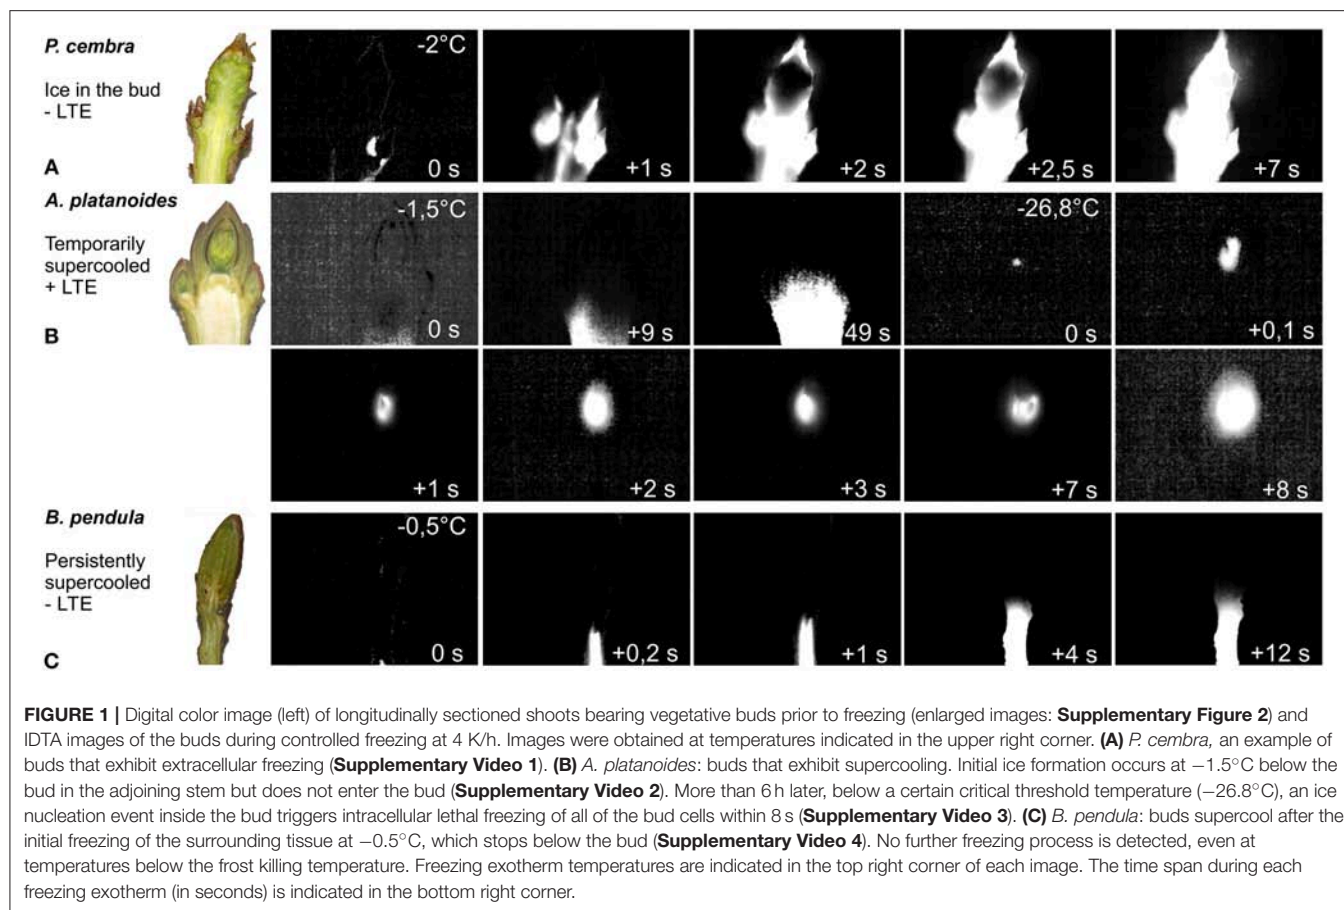 P. cembra
Ice in the bud
- LTE
A
-2°C
0 s
+1 s
+2 s
+2,5 s
+7 s
A. platanoides
Temporarily
supercooled
+ LTE
B
-1,5°C
0 s
+9 s
49 s
-26,8°C
0 s
+0,1 s
+1 s
+2 s
+3 s
+7 s
+8 s
B. pendula
Persistently
supercooled
- LTE
C
-0,5°C
0 s
+0,2 s
+1 s
+4 s
+12 s
FIGURE 1 | Digital color image (left) of longitudinally sectioned shoots bearing vegetative buds prior to freezing (enlarged images: Supplementary Figure 2) and
IDTA images of the buds during controlled freezing at 4 K/h. Images were obtained at temperatures indicated in the upper right corner. (A) P. cembra, an example of
buds that exhibit extracellular freezing (Supplementary Video 1). (B) A. platanoides: buds that exhibit supercooling. Initial ice formation occurs at −1.5°C below the
bud in the adjoining stem but does not enter the bud (Supplementary Video 2). More than 6 h later, below a certain critical threshold temperature (−26.8°C), an ice
nucleation event inside the bud triggers intracellular lethal freezing of all of the bud cells within 8 s (Supplementary Video 3). (C) B. pendula: buds supercool after the
initial freezing of the surrounding tissue at −0.5°C, which stops below the bud (Supplementary Video 4). No further freezing process is detected, even at
temperatures below the frost killing temperature. Freezing exotherm temperatures are indicated in the top right corner of each image. The time span during each
freezing exotherm (in seconds) is indicated in the bottom right corner.